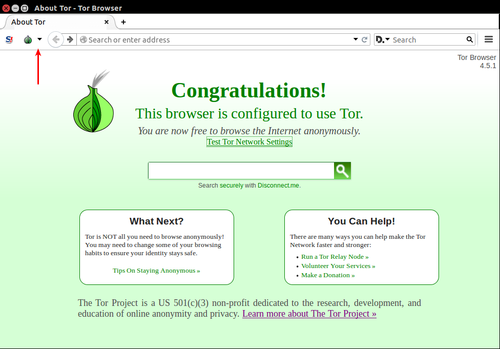 About Tor - Tor Browser
About Tor
Search or enter address
Search
Tor Browser
4.5.1
Congratulations!
This browser is configured to use Tor.
You are now free to browse the Internet anonymously.
Test Tor Network Settings
Search securely with Disconnect.me.
What Next?
Tor is NOT all you need to browse anonymously!
You may need to change some of your browsing
habits to ensure your identity stays safe.
Tips On Staying Anonymous »
You Can Help!
There are many ways you can help make the Tor
Network faster and stronger:
Run a Tor Relay Node »
Volunteer Your Services »
Make a Donation »
The Tor Project is a US 501(c)(3) non-profit dedicated to the research, development, and
education of online anonymity and privacy. Learn more about The Tor Project »